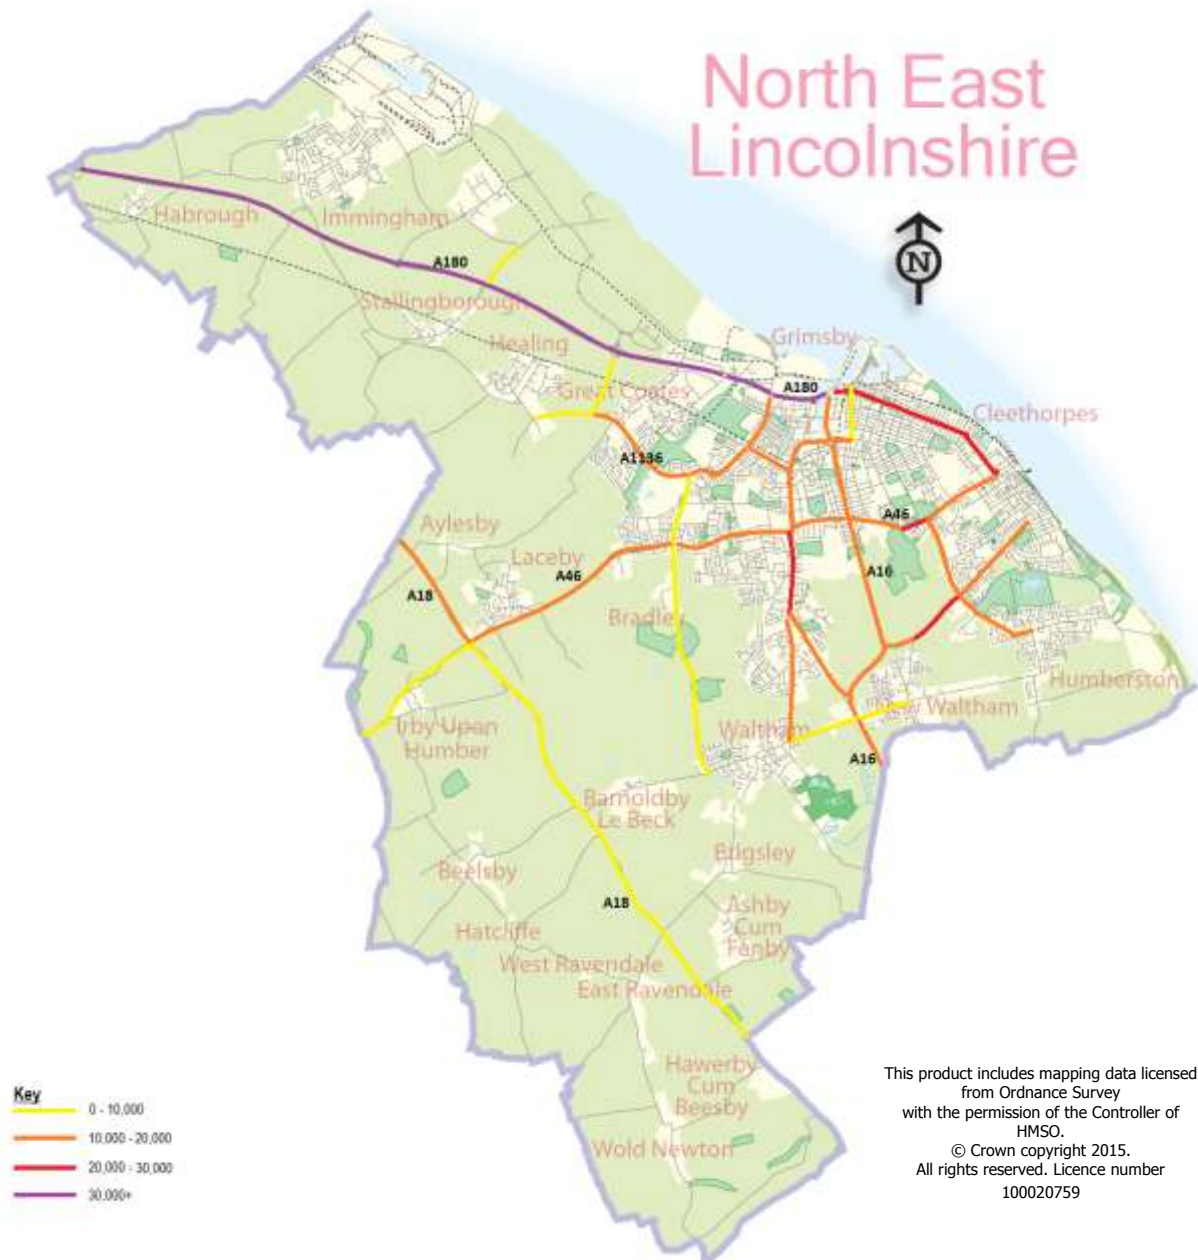 North East
Lincolnshire
N
Habrough
Immingham
A180
Stallingborough
Healing
Grimsby
Great Coates
A180
Cleethorpes
A1136
Aylesby
Laceby
A46
A46
A18
A16
Bradley
Humberston
New Waltham
Irby Upon
Humber
Waltham
A16
Barnoldby
Le Beck
Brigsley
Beelsby
A18
Ashby
Cum
Fenby
Hatcliffe
West Ravendale
East Ravendale
Hawerby
Cum
Beesby
Wold Newton
Key
0 - 10,000
10,000 - 20,000
20,000 - 30,000
30,000+
This product includes mapping data licensed
from Ordnance Survey
with the permission of the Controller of
HMSO.
© Crown copyright 2015.
All rights reserved. Licence number
100020759